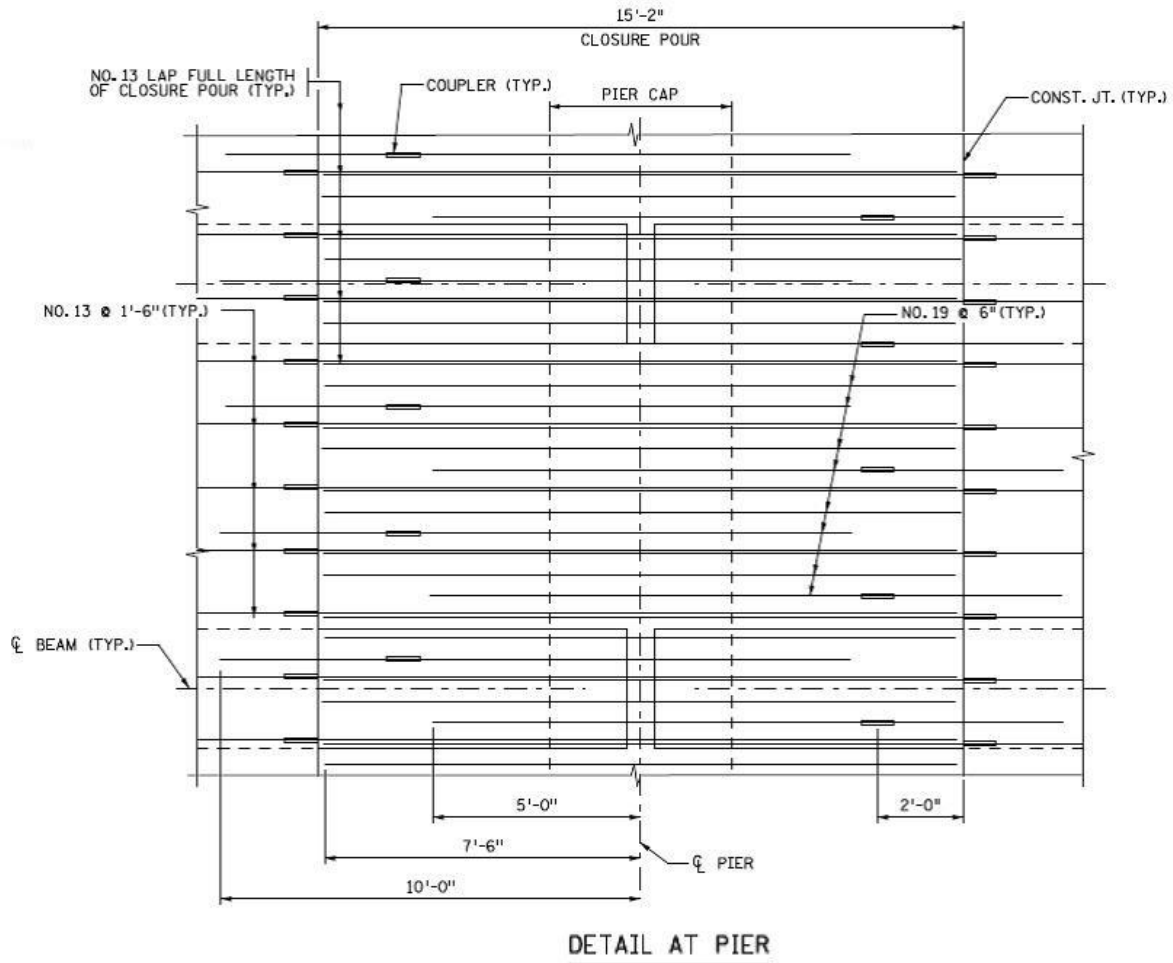 15'-2"
CLOSURE POUR
NO. 13 LAP FULL LENGTH
OF CLOSURE POUR (TYP.)
COUPLER (TYP.)
PIER CAP
CONST. JT. (TYP.)
NO. 13 @ 1'-6" (TYP.)
NO. 19 @ 6" (TYP.)
℄ BEAM (TYP.)
5'-0"
2'-0"
7'-6"
℄ PIER
10'-0"
DETAIL AT PIER